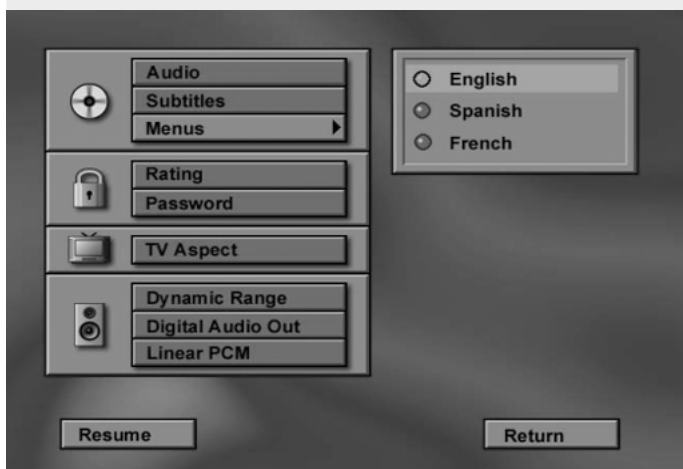 Audio
Subtitles
Menus
Rating
Password
TV Aspect
Dynamic Range
Digital Audio Out
Linear PCM
English
Spanish
French
Resume
Return